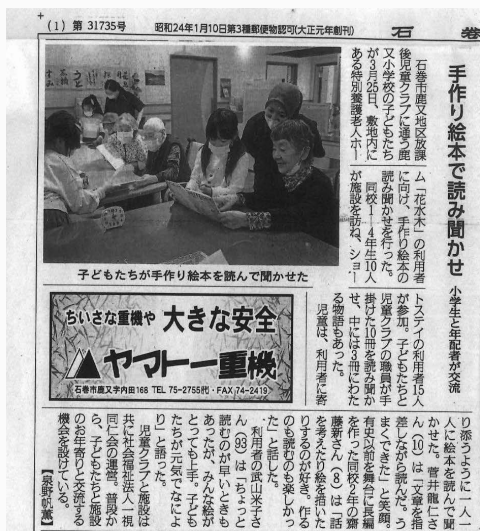 (1) 第31735号
昭和24年1月10日第3種郵便物認可(大正元年創刊)
石巻
手作り絵本で読み聞かせ
小学生と年配者が交流
石巻市鹿又地区放課
後児童クラブに通う鹿
又小学校の子どもたち
が3月25日、敷地内に
ある特別養護老人ホー
ム「花水木」の利用者
に向け、手作り絵本の
読み聞かせを行った。
同校1−4年生10人
が施設を訪ね、ショー
トステイの利用者15人
が参加。子どもたちと
児童クラブの職員が手
掛けた10冊を読み聞か
せ、中には3冊にわた
る物語もあった。
児童は、利用者に寄
り添うように一人一
人に絵本を読んで聞
かせた。菅井龍仁さ
ん(10)は「文章を指
差しながら読んだ。う
まくできた」と笑顔。
有史以前を舞台に長編
を作った同校2年の齋
藤新さん(8)は「話
を考えたり絵を描いた
りするのが好き。作る
のも読むのも楽しかっ
た」と話した。
利用者の武山米子さ
ん(93)は「ちょっと
読むのが早いときも
あったが、みんな絵が
とっても上手。子ども
たちが元気でなによ
り」と語った。
児童クラブと施設は
共に社会福祉法人一視
同仁会の運営。普段か
ら、子どもたちと施設
のお年寄りと交流する
機会を設けている。
【泉野帆薫】
子どもたちが手作り絵本を読んで聞かせた
ちいさな重機や 大きな安全
ヤマトー重機
石巻市鹿又字内田168 TEL 75-2755㈹・FAX 74-2419